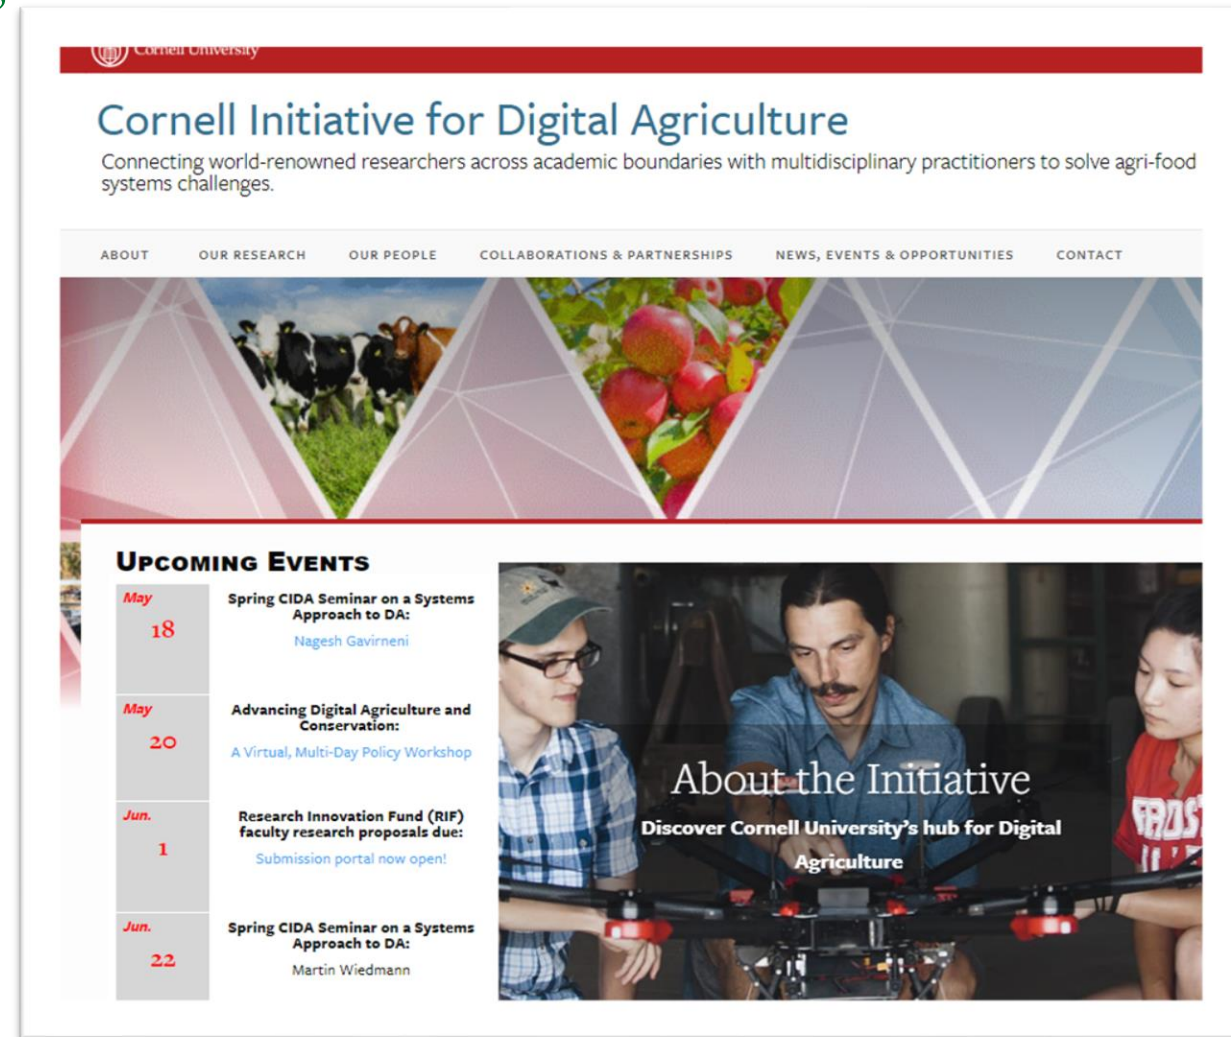 Cornell University
Cornell Initiative for Digital Agriculture
Connecting world-renowned researchers across academic boundaries with multidisciplinary practitioners to solve agri-food
systems challenges.
ABOUT OUR RESEARCH OUR PEOPLE COLLABORATIONS & PARTNERSHIPS NEWS, EVENTS & OPPORTUNITIES CONTACT
UPCOMING EVENTS
May
18
Spring CIDA Seminar on a Systems
Approach to DA:
Nagesh Gavirneni
May
20
Advancing Digital Agriculture and
Conservation:
A Virtual, Multi-Day Policy Workshop
Jun.
1
Research Innovation Fund (RIF)
faculty research proposals due:
Submission portal now open!
Jun.
22
Spring CIDA Seminar on a Systems
Approach to DA:
Martin Wiedmann
About the Initiative
Discover Cornell University's hub for Digital
Agriculture